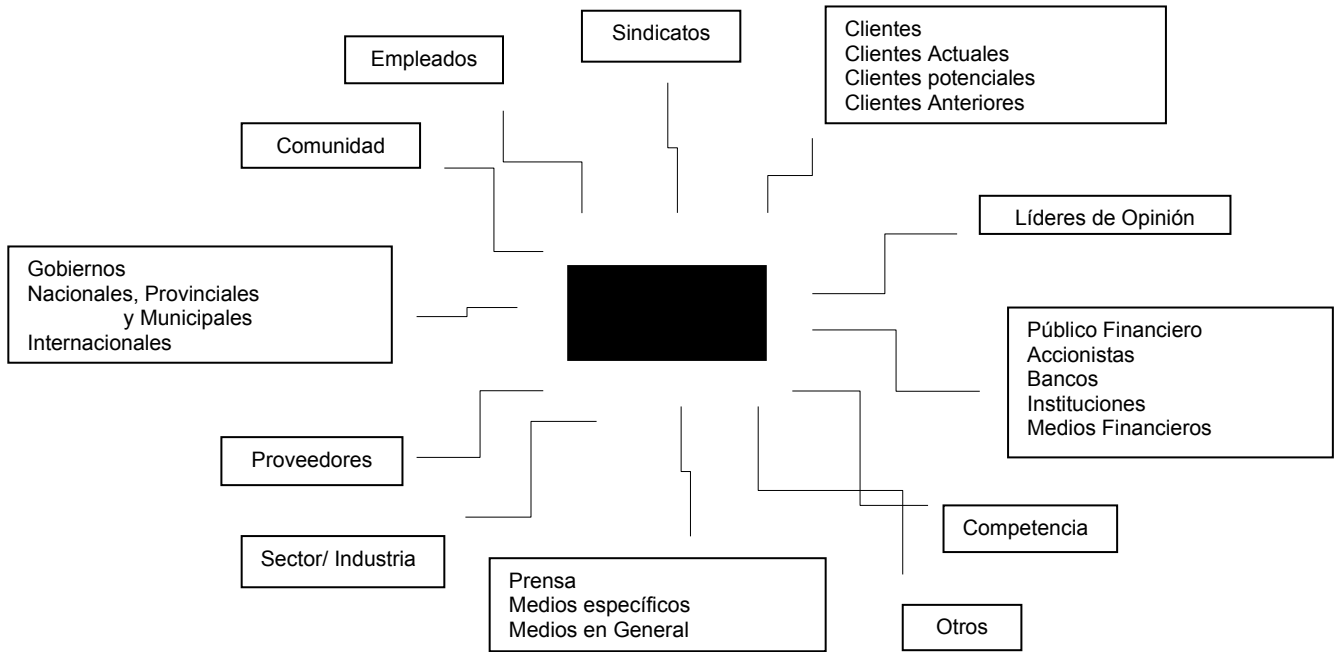 Sindicatos
Clientes
Clientes Actuales
Clientes potenciales
Clientes Anteriores
Empleados
Comunidad
Líderes de Opinión
Gobiernos
Nacionales, Provinciales
y Municipales
Internacionales
Público Financiero
Accionistas
Bancos
Instituciones
Medios Financieros
Proveedores
Competencia
Sector/ Industria
Prensa
Medios específicos
Medios en General
Otros